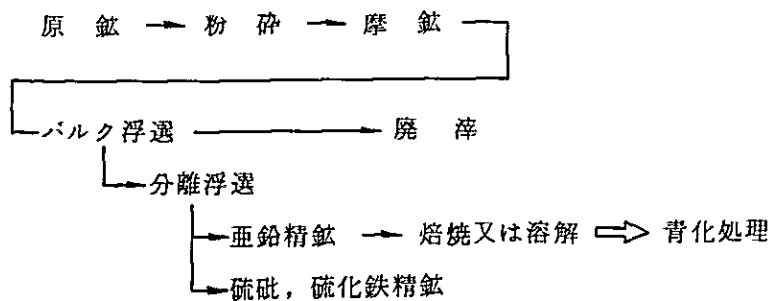 原鉱 → 粉砕 → 摩鉱
バルク浮選 → 廃滓
分離浮選
亜鉛精鉱 → 焙焼又は溶解 ⇨ 青化処理
硫砒,硫化鉄精鉱